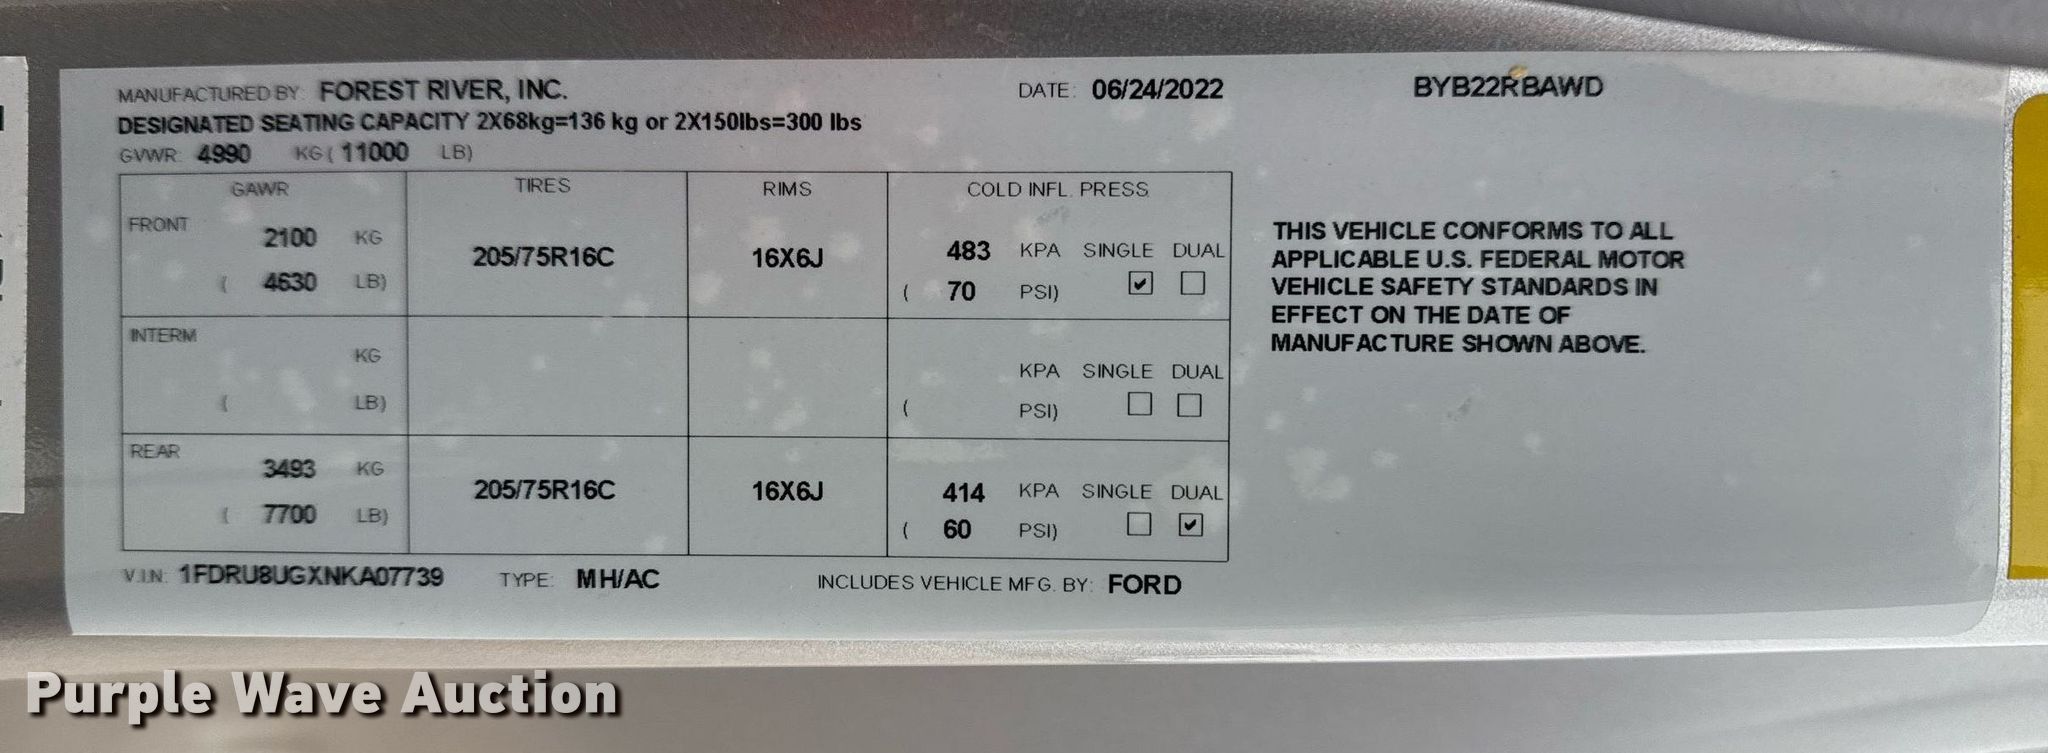 MANUFACTURED BY: FOREST RIVER, INC. DATE: 06/24/2022 BYB22RBAWD
DESIGNATED SEATING CAPACITY 2X68kg=136 kg or 2X150lbs=300 lbs
GVWR: 4990 KG ( 11000 LB)
GAWR TIRES RIMS COLD INFL. PRESS
FRONT 2100 KG 205/75R16C 16X6J 483 KPA SINGLE DUAL
( 4630 LB) ( 70 PSI) ✔
INTERM KG KPA SINGLE DUAL
( LB) ( PSI)
REAR 3493 KG 205/75R16C 16X6J 414 KPA SINGLE DUAL
( 7700 LB) ( 60 PSI) ✔
THIS VEHICLE CONFORMS TO ALL
APPLICABLE U.S. FEDERAL MOTOR
VEHICLE SAFETY STANDARDS IN
EFFECT ON THE DATE OF
MANUFACTURE SHOWN ABOVE.
V.I.N: 1FDRU8UGXNKA07739 TYPE: MH/AC INCLUDES VEHICLE MFG. BY: FORD
Purple Wave Auction